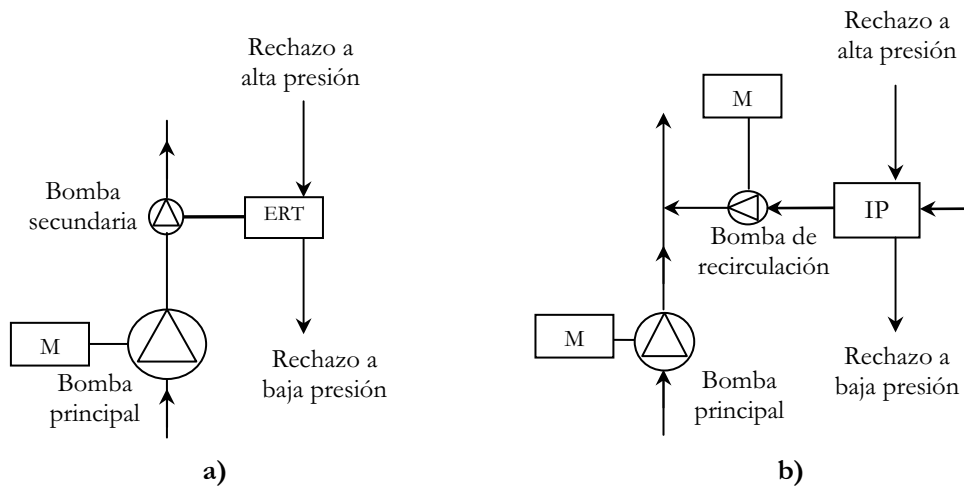 Rechazo a
alta presión
Bomba
secundaria
ERT
M
Bomba
principal
Rechazo a
baja presión
a)
Rechazo a
alta presión
M
IP
Bomba de
recirculación
M
Bomba
principal
Rechazo a
baja presión
b)